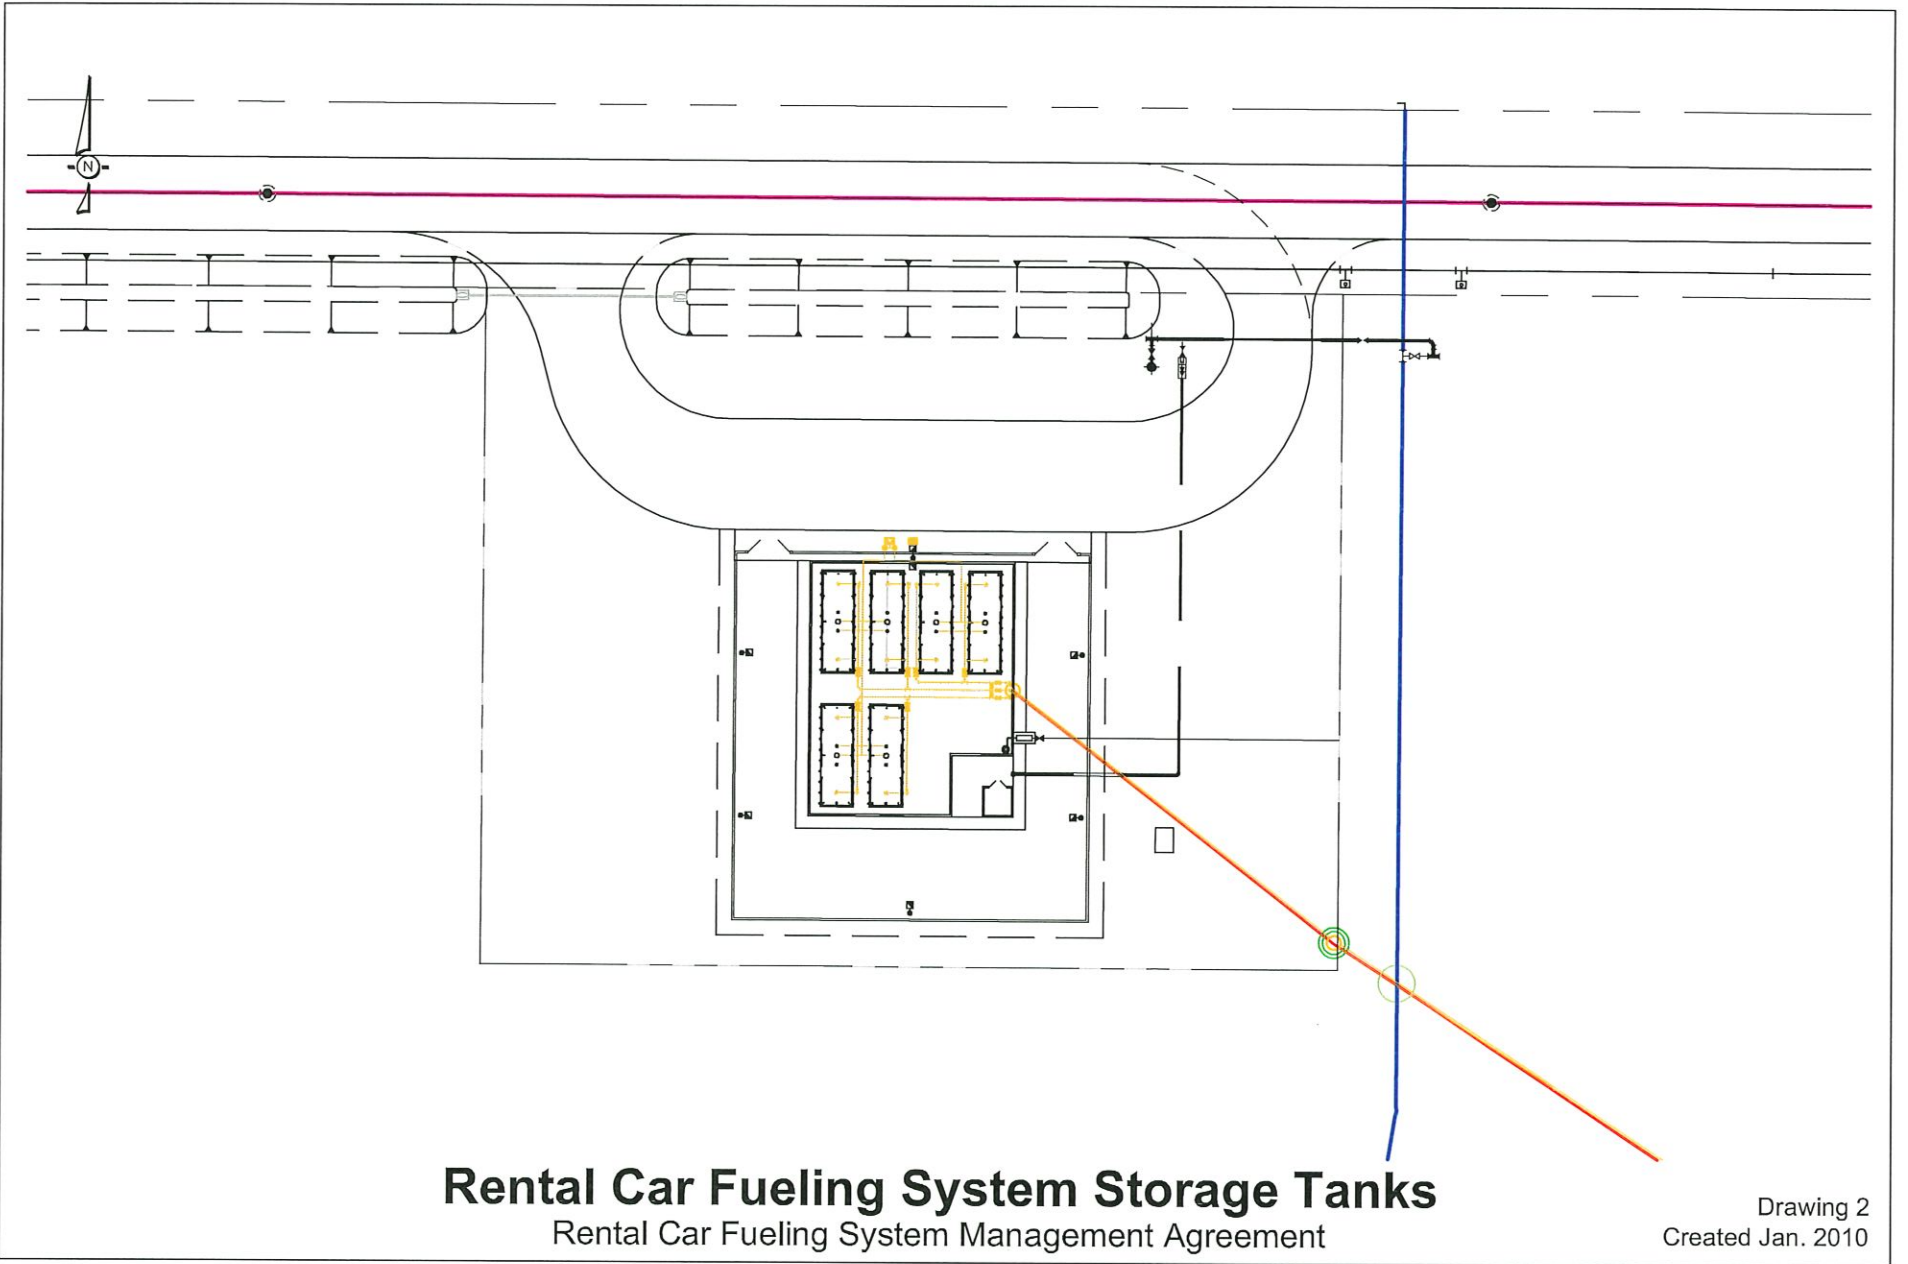 N
Rental Car Fueling System Storage Tanks
Rental Car Fueling System Management Agreement
Drawing 2
Created Jan. 2010